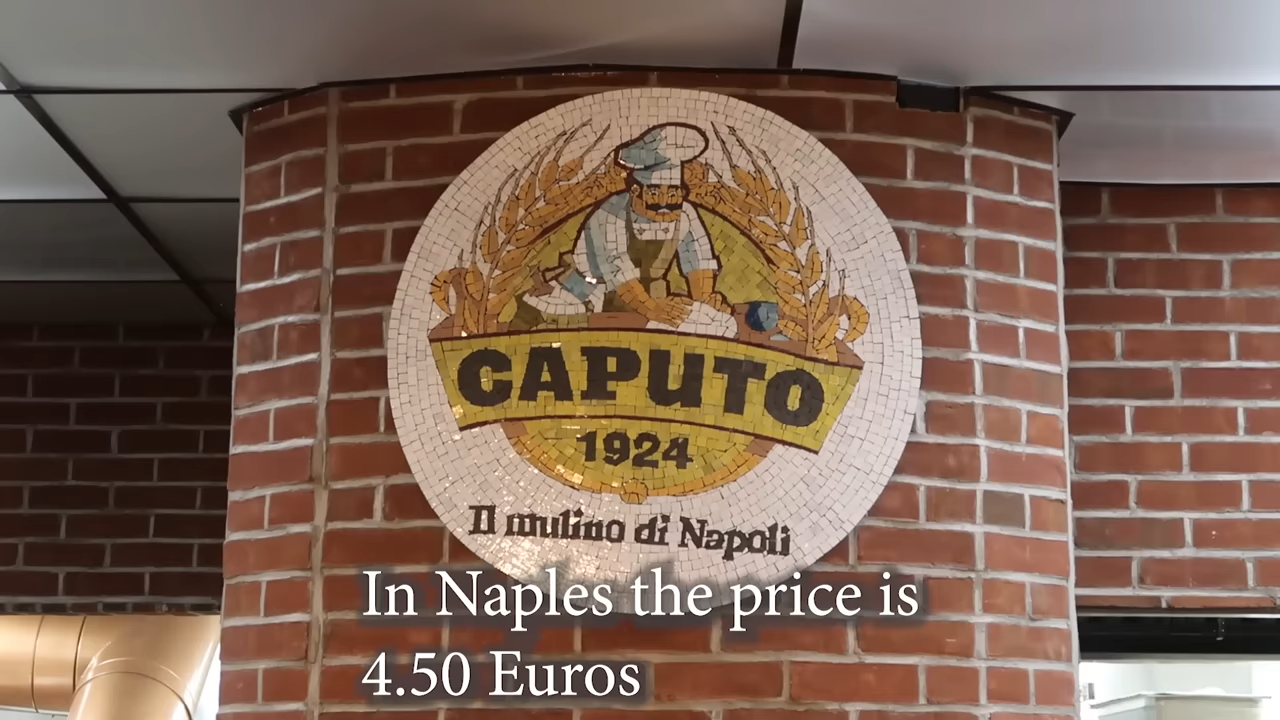 CAPUTO
1924
Il mulino di Napoli
In Naples the price is
4.50 Euros